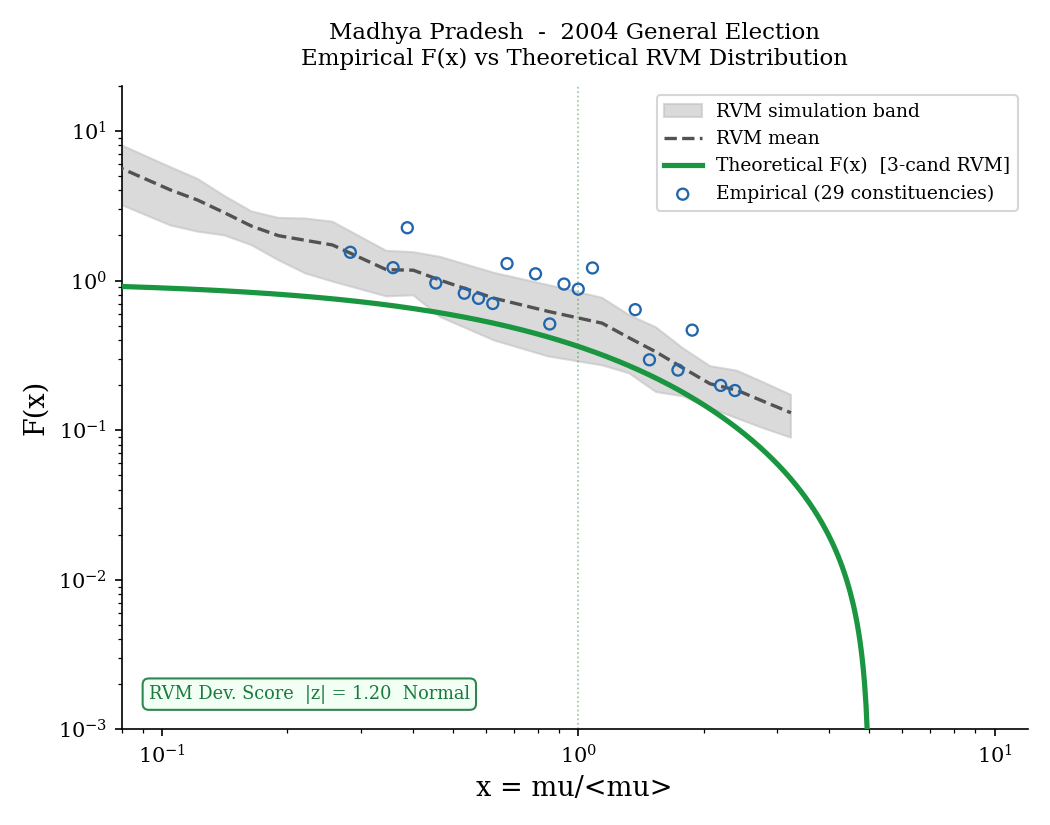 Madhya Pradesh  -  2004 General Election
Empirical F(x) vs Theoretical RVM Distribution
RVM simulation band
RVM mean
Theoretical F(x)  [3-cand RVM]
Empirical (29 constituencies)
10^1
10^0
10^-1
10^-2
10^-3
F(x)
RVM Dev. Score  |z| = 1.20  Normal
10^-1
10^0
10^1
x = mu/<mu>